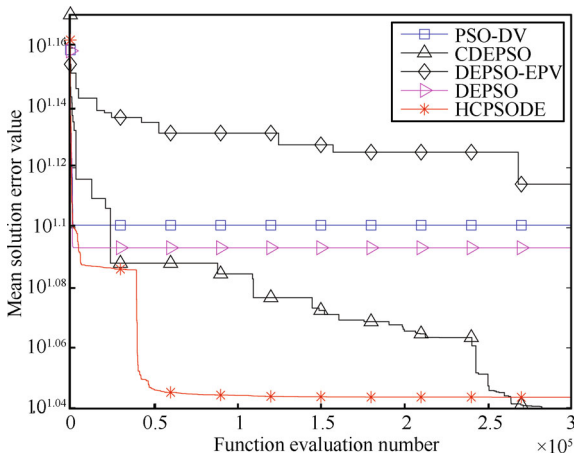 Mean solution error value
10^1.16
10^1.14
10^1.12
10^1.1
10^1.08
10^1.06
10^1.04
PSO-DV
CDEPSO
DEPSO-EPV
DEPSO
HCPSODE
0 0.5 1.0 1.5 2.0 2.5 3
Function evaluation number ×10^5